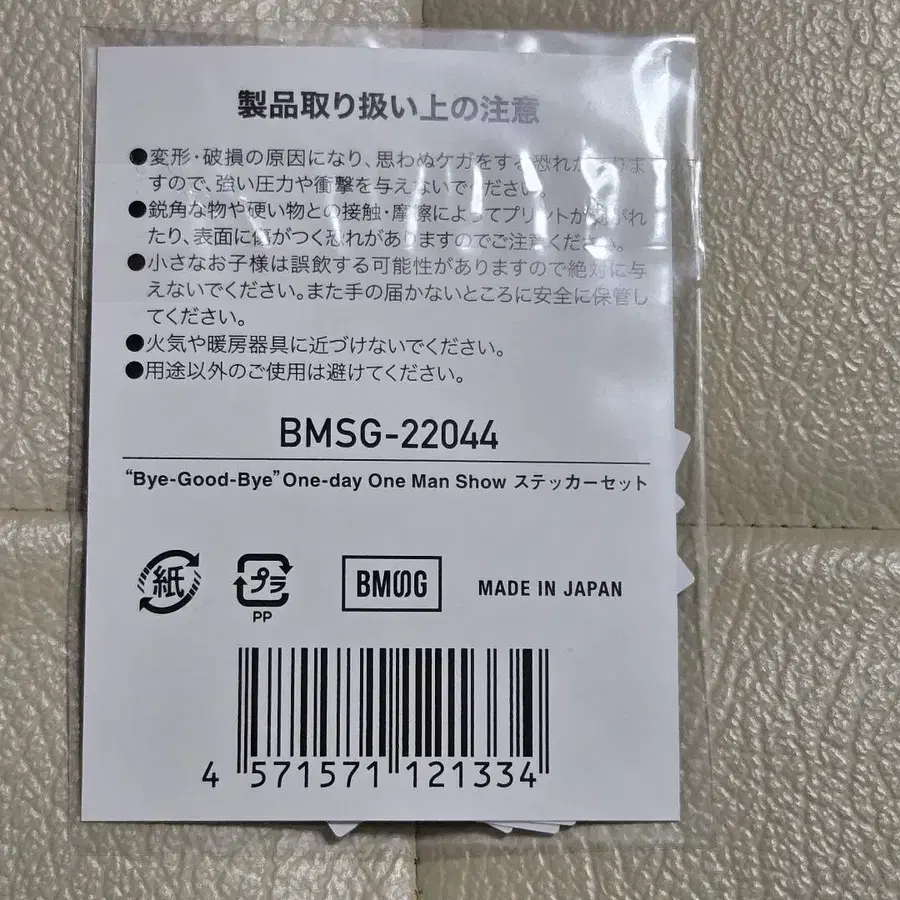 製品取り扱い上の注意
●変形・破損の原因になり、思わぬケガをする恐れがありま
すので、強い圧力や衝撃を与えないでください。
●鋭角な物や硬い物との接触・摩擦によってプリントが剥がれ
たり、表面に傷がつく恐れがありますのでご注意ください。
●小さなお子様は誤飲する可能性がありますので絶対に与
えないでください。また手の届かないところに安全に保管し
てください。
●火気や暖房器具に近づけないでください。
●用途以外のご使用は避けてください。
BMSG-22044
“Bye-Good-Bye” One-day One Man Show ステッカーセット
紙 プラ BMSG MADE IN JAPAN
PP
4 571571 121334